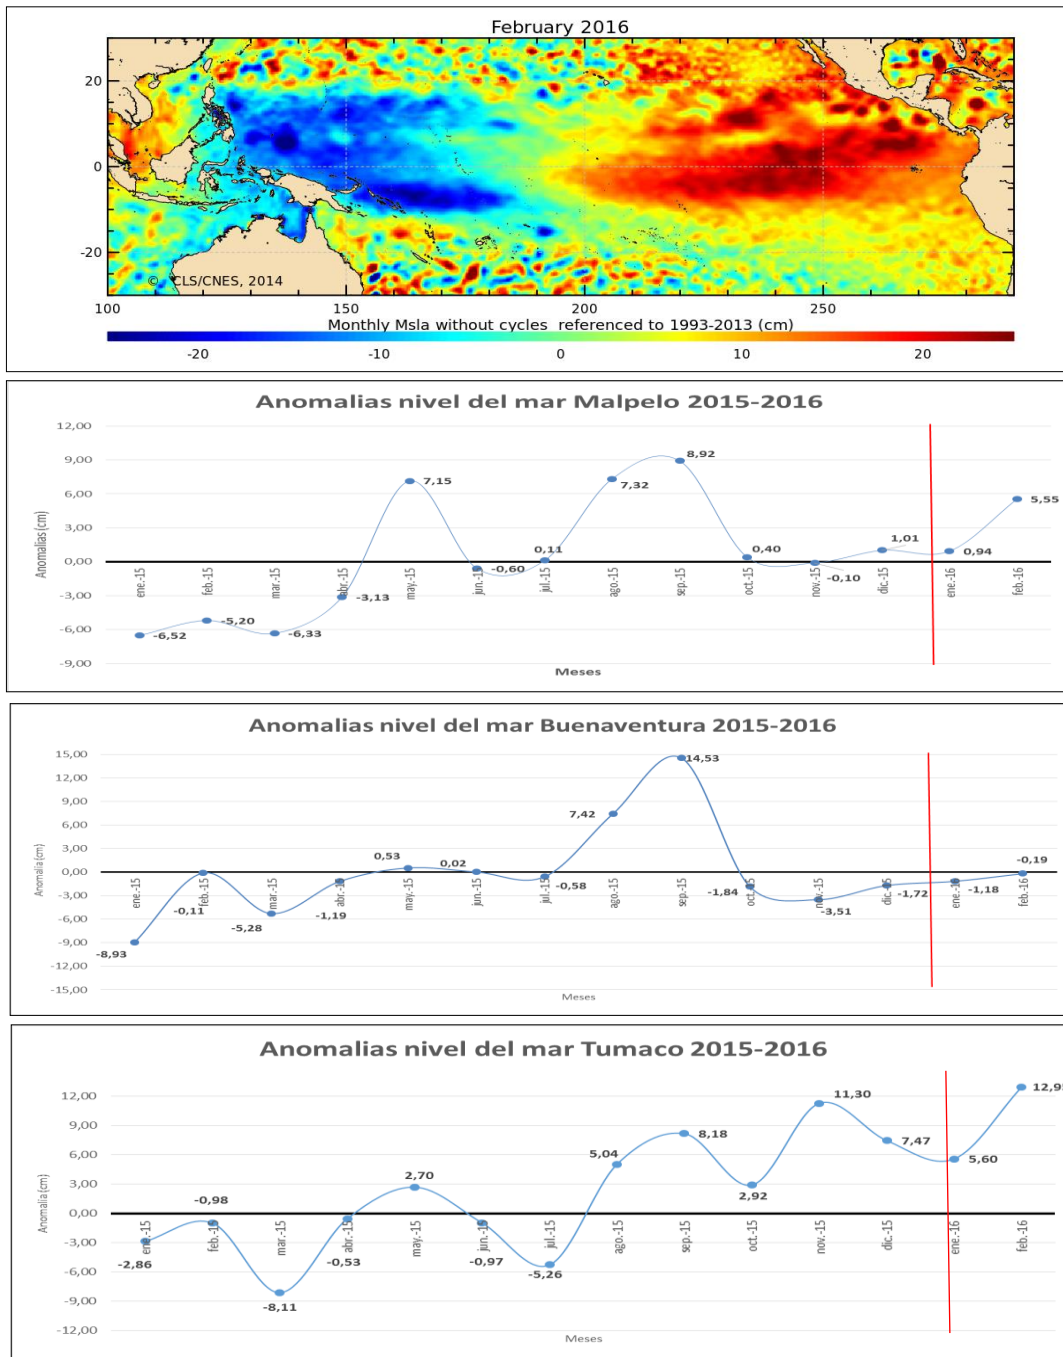 February 2016
20
0
-20
© CLS/CNES, 2014
100 150 200 250
Monthly Msla without cycles referenced to 1993-2013 (cm)
-20 -10 0 10 20
Anomalias nivel del mar Malpelo 2015-2016
12,00
9,00
6,00
3,00
0,00
-3,00
-6,00
-9,00
Anomalías (cm)
-6,52
-5,20
-6,33
-3,13
7,15
-0,60
0,11
7,32
8,92
0,40
-0,10
1,01
0,94
5,55
ene.-15
feb.-15
mar.-15
abr.-15
may.-15
jun.-15
jul.-15
ago.-15
sep.-15
oct.-15
nov.-15
dic.-15
ene.-16
feb.-16
Meses
Anomalias nivel del mar Buenaventura 2015-2016
15,00
12,00
9,00
6,00
3,00
0,00
-3,00
-6,00
-9,00
-12,00
-15,00
Anomalía (cm)
-8,93
-0,11
-5,28
-1,19
0,53
0,02
-0,58
7,42
14,53
-1,84
-3,51
-1,72
-1,18
-0,19
ene.-15
feb.-15
mar.-15
abr.-15
may.-15
jun.-15
jul.-15
ago.-15
sep.-15
oct.-15
nov.-15
dic.-15
ene.-16
feb.-16
Meses
Anomalias nivel del mar Tumaco 2015-2016
12,00
9,00
6,00
3,00
0,00
-3,00
-6,00
-9,00
-12,00
Anomalía (cm)
-2,86
-0,98
-8,11
-0,53
2,70
-0,97
-5,26
5,04
8,18
2,92
11,30
7,47
5,60
ene.-15
feb.-15
mar.-15
abr.-15
may.-15
jun.-15
jul.-15
ago.-15
sep.-15
oct.-15
nov.-15
dic.-15
ene.-16
feb.-16
Meses